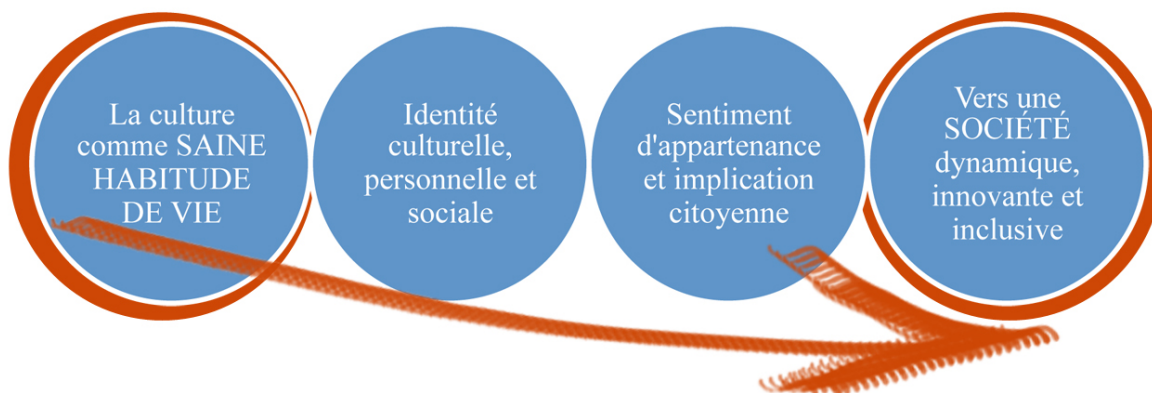 La culture
comme SAINE
HABITUDE
DE VIE
Identité
culturelle,
personnelle et
sociale
Sentiment
d'appartenance
et implication
citoyenne
Vers une
SOCIÉTÉ
dynamique,
innovante et
inclusive